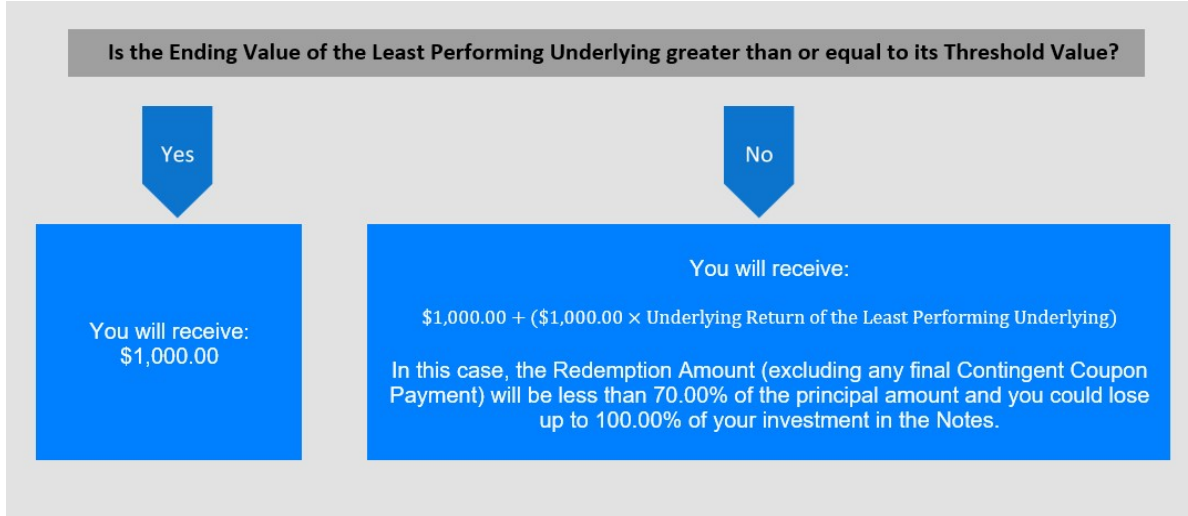 Is the Ending Value of the Least Performing Underlying greater than or equal to its Threshold Value?
Yes
No
You will receive:
$1,000.00
You will receive:
$1,000.00 + ($1,000.00 × Underlying Return of the Least Performing Underlying)
In this case, the Redemption Amount (excluding any final Contingent Coupon
Payment) will be less than 70.00% of the principal amount and you could lose
up to 100.00% of your investment in the Notes.